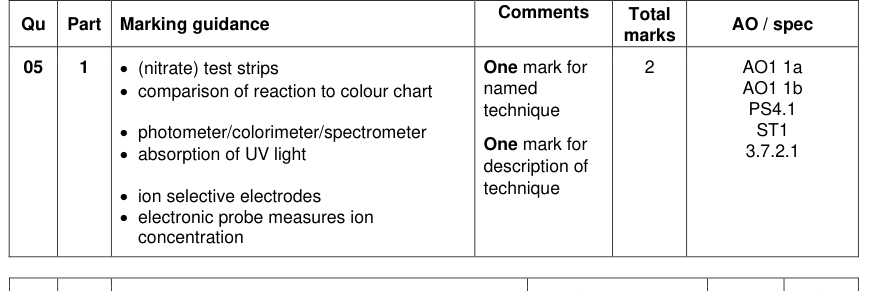 Qu Part Marking guidance Comments Total marks AO / spec
05 1
• (nitrate) test strips
• comparison of reaction to colour chart
• photometer/colorimeter/spectrometer
• absorption of UV light
• ion selective electrodes
• electronic probe measures ion
concentration
One mark for
named
technique
One mark for
description of
technique
2
AO1 1a
AO1 1b
PS4.1
ST1
3.7.2.1